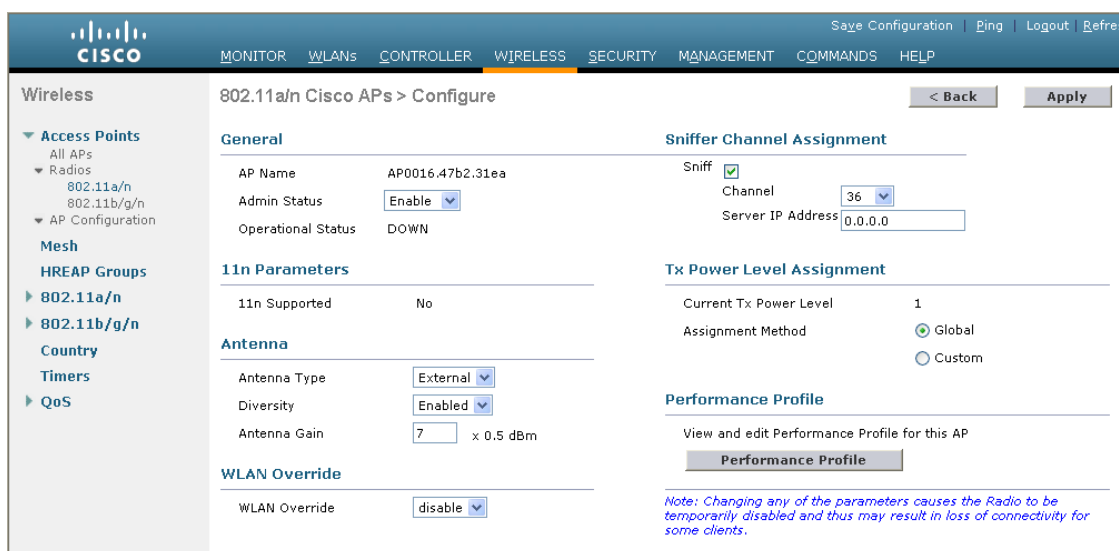 Save Configuration | Ping | Logout | Refre
CISCO
MONITOR WLANs CONTROLLER WIRELESS SECURITY MANAGEMENT COMMANDS HELP
Wireless
Access Points
All APs
Radios
802.11a/n
802.11b/g/n
AP Configuration
Mesh
HREAP Groups
802.11a/n
802.11b/g/n
Country
Timers
QoS
802.11a/n Cisco APs > Configure
< Back
Apply
General
AP Name AP0016.47b2.31ea
Admin Status Enable
Operational Status DOWN
11n Parameters
11n Supported No
Antenna
Antenna Type External
Diversity Enabled
Antenna Gain 7 x 0.5 dBm
WLAN Override
WLAN Override disable
Sniffer Channel Assignment
Sniff
Channel 36
Server IP Address 0.0.0.0
Tx Power Level Assignment
Current Tx Power Level 1
Assignment Method Global
Custom
Performance Profile
View and edit Performance Profile for this AP
Performance Profile
Note: Changing any of the parameters causes the Radio to be
temporarily disabled and thus may result in loss of connectivity for
some clients.